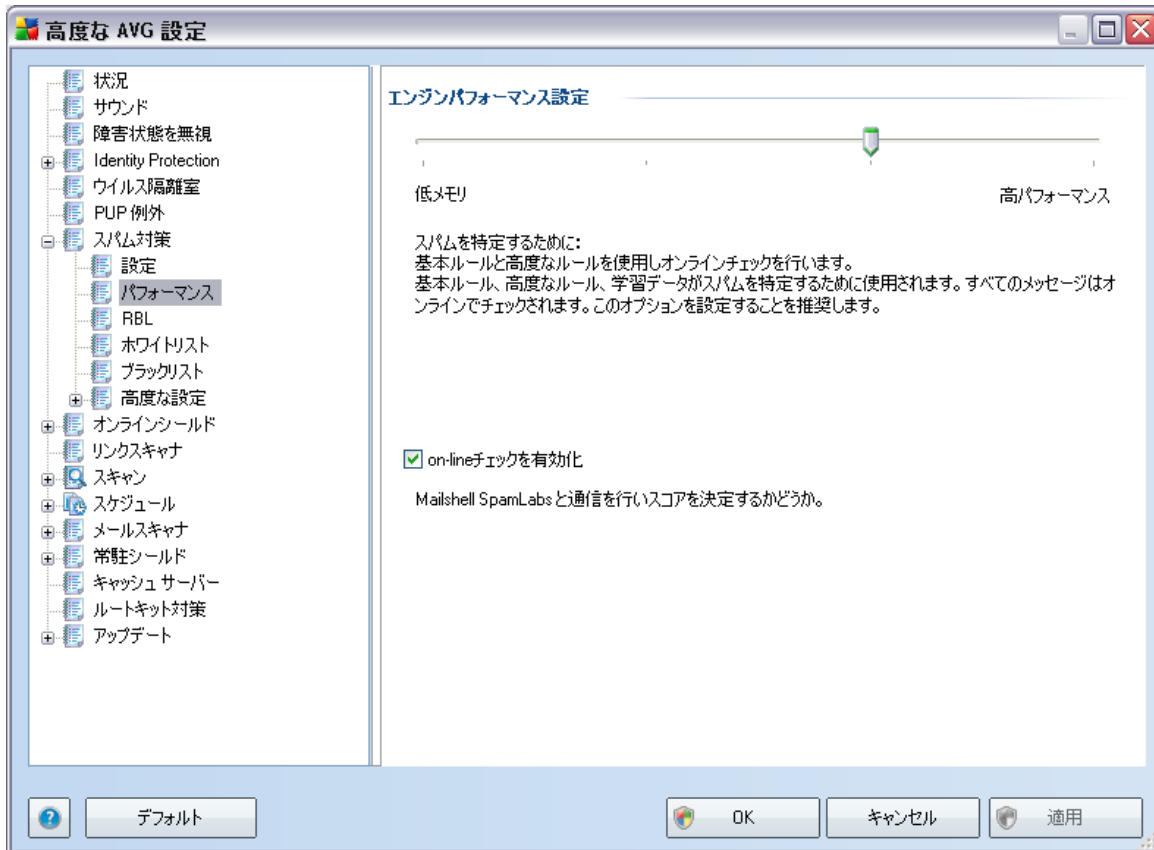 高度な AVG 設定
状況
サウンド
障害状態を無視
Identity Protection
ウイルス隔離室
PUP 例外
スパム対策
設定
パフォーマンス
RBL
ホワイトリスト
ブラックリスト
高度な設定
オンラインシールド
リンクスキャナ
スキャン
スケジュール
メールスキャナ
常駐シールド
キャッシュ サーバー
ルートキット対策
アップデート
エンジンパフォーマンス設定
低メモリ
高パフォーマンス
スパムを特定するために:
基本ルールと高度なルールを使用しオンラインチェックを行います。
基本ルール、高度なルール、学習データがスパムを特定するために使用されます。すべてのメッセージはオ
ンラインでチェックされます。このオプションを設定することを推奨します。
on-lineチェックを有効化
Mailshell SpamLabsと通信を行いスコアを決定するかどうか。
デフォルト
OK
キャンセル
適用